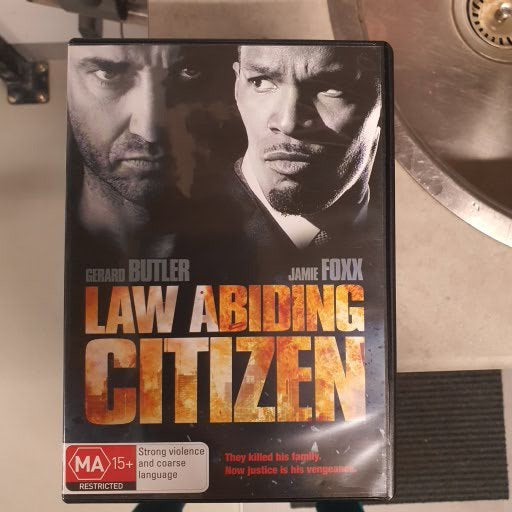 GERARD BUTLER JAMIE FOXX
LAW ABIDING
CITIZEN
MA 15+
RESTRICTED
Strong violence
and coarse
language
They killed his family.
Now justice is his vengeance.